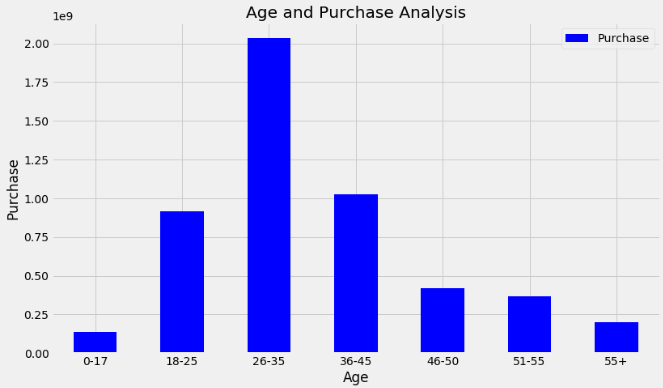 Age and Purchase Analysis
1e9
Purchase
2.00
1.75
1.50
1.25
1.00
0.75
0.50
0.25
0.00
Purchase
0-17 18-25 26-35 36-45 46-50 51-55 55+
Age